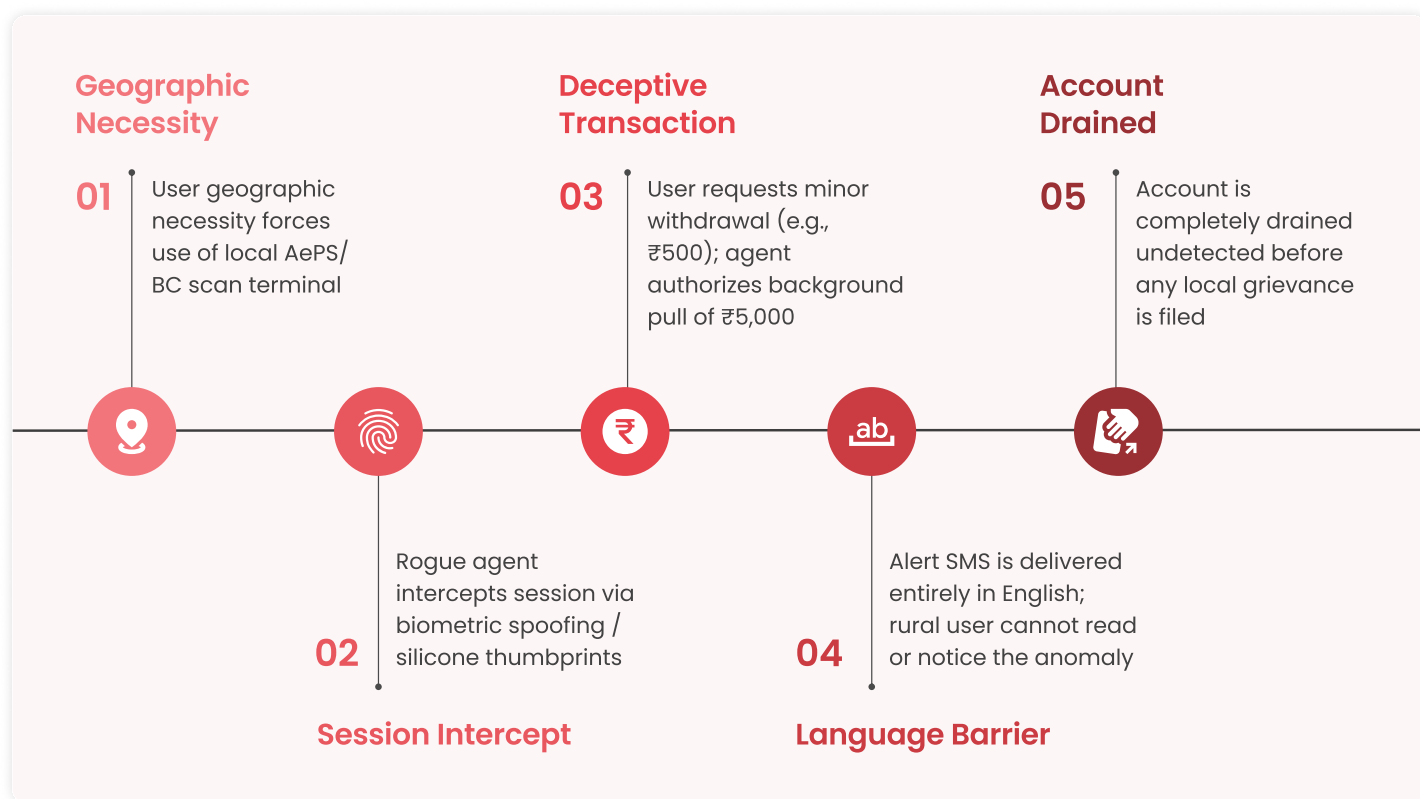 Geographic
Necessity
01
User geographic
necessity forces
use of local AePS/
BC scan terminal
Rogue agent
intercepts session via
biometric spoofing /
silicone thumbprints
02
Session Intercept
Deceptive
Transaction
03
User requests minor
withdrawal (e.g.,
₹500); agent
authorizes background
pull of ₹5,000
₹
ab
Alert SMS is delivered
entirely in English;
rural user cannot read
or notice the anomaly
04
Language Barrier
Account
Drained
05
Account is
completely drained
undetected before
any local grievance
is filed